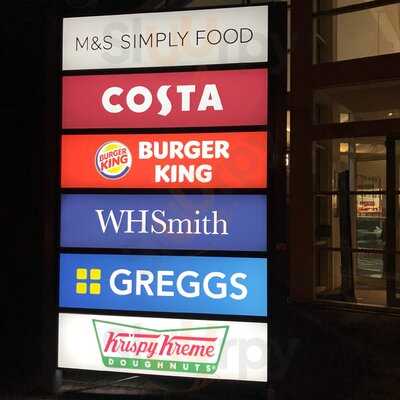 M&S SIMPLY FOOD
COSTA
BURGER
KING
BURGER
KING
WHSmith
GREGGS
Krispy Kreme
DOUGHNUTS